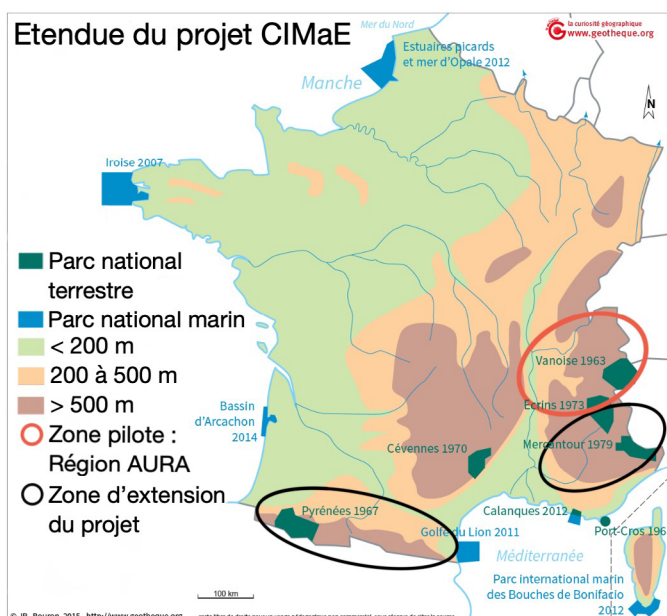 Etendue du projet CIMaE
Mer du Nord
la curiosité géographique
www.geotheque.org
Estuaires picards
et mer d'Opale 2012
Manche
N
Iroise 2007
Parc national
terrestre
Parc national marin
< 200 m
200 à 500 m
> 500 m
Zone pilote :
Région AURA
Zone d'extension
du projet
Vanoise 1963
Ecrins 1973
Mercantour 1979
Bassin
d'Arcachon
2014
Cévennes 1970
Pyrénées 1967
Calanques 2012
Port-Cros 196
Golfe du Lion 2011
Méditerranée
Parc international marin
des Bouches de Bonifacio
2012
100 km